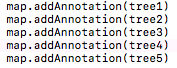 map.addAnnotation(tree1)
map.addAnnotation(tree2)
map.addAnnotation(tree3)
map.addAnnotation(tree4)
map.addAnnotation(tree5)